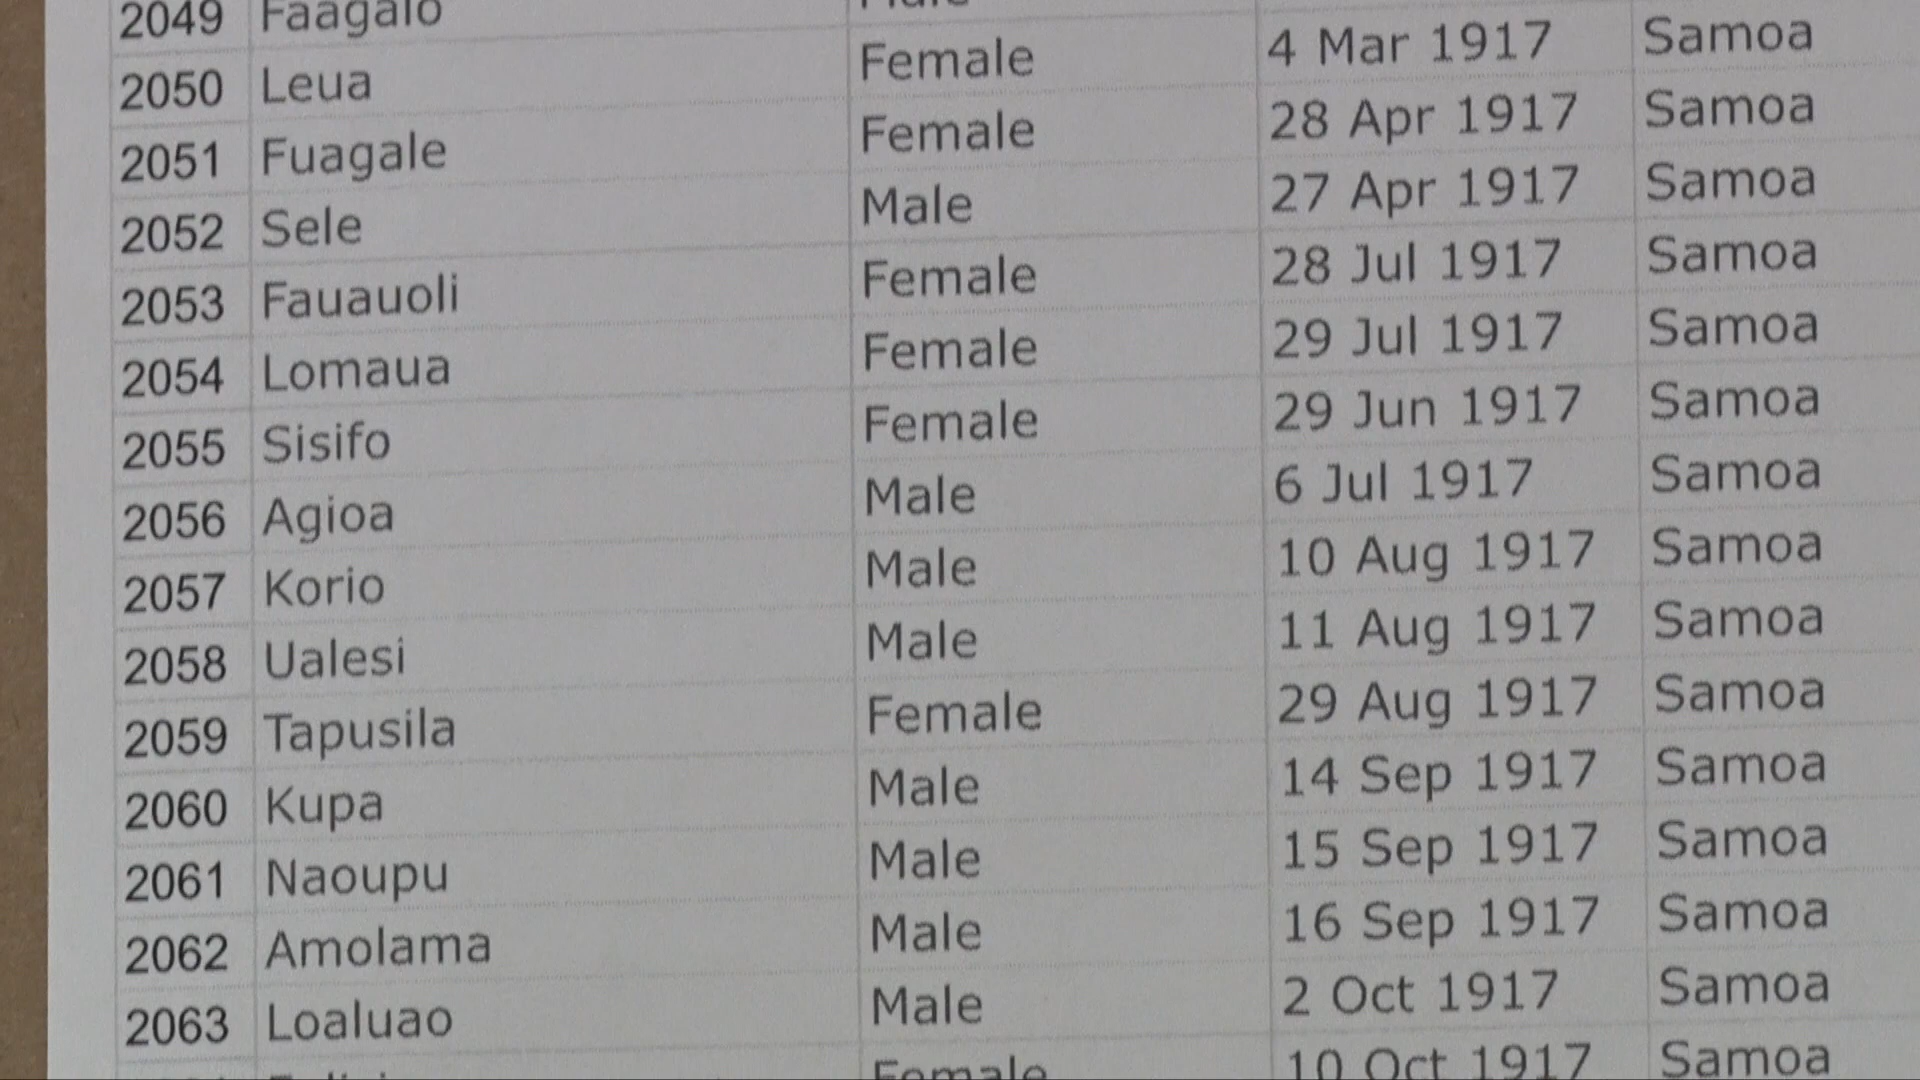 2049 Faagalo
2050 Leua Female 4 Mar 1917 Samoa
2051 Fuagale Female 28 Apr 1917 Samoa
2052 Sele Male 27 Apr 1917 Samoa
2053 Fauauoli Female 28 Jul 1917 Samoa
2054 Lomaua Female 29 Jul 1917 Samoa
2055 Sisifo Female 29 Jun 1917 Samoa
2056 Agioa Male 6 Jul 1917 Samoa
2057 Korio Male 10 Aug 1917 Samoa
2058 Ualesi Male 11 Aug 1917 Samoa
2059 Tapusila Female 29 Aug 1917 Samoa
2060 Kupa Male 14 Sep 1917 Samoa
2061 Naoupu Male 15 Sep 1917 Samoa
2062 Amolama Male 16 Sep 1917 Samoa
2063 Loaluao Male 2 Oct 1917 Samoa
Female 10 Oct 1917 Samoa